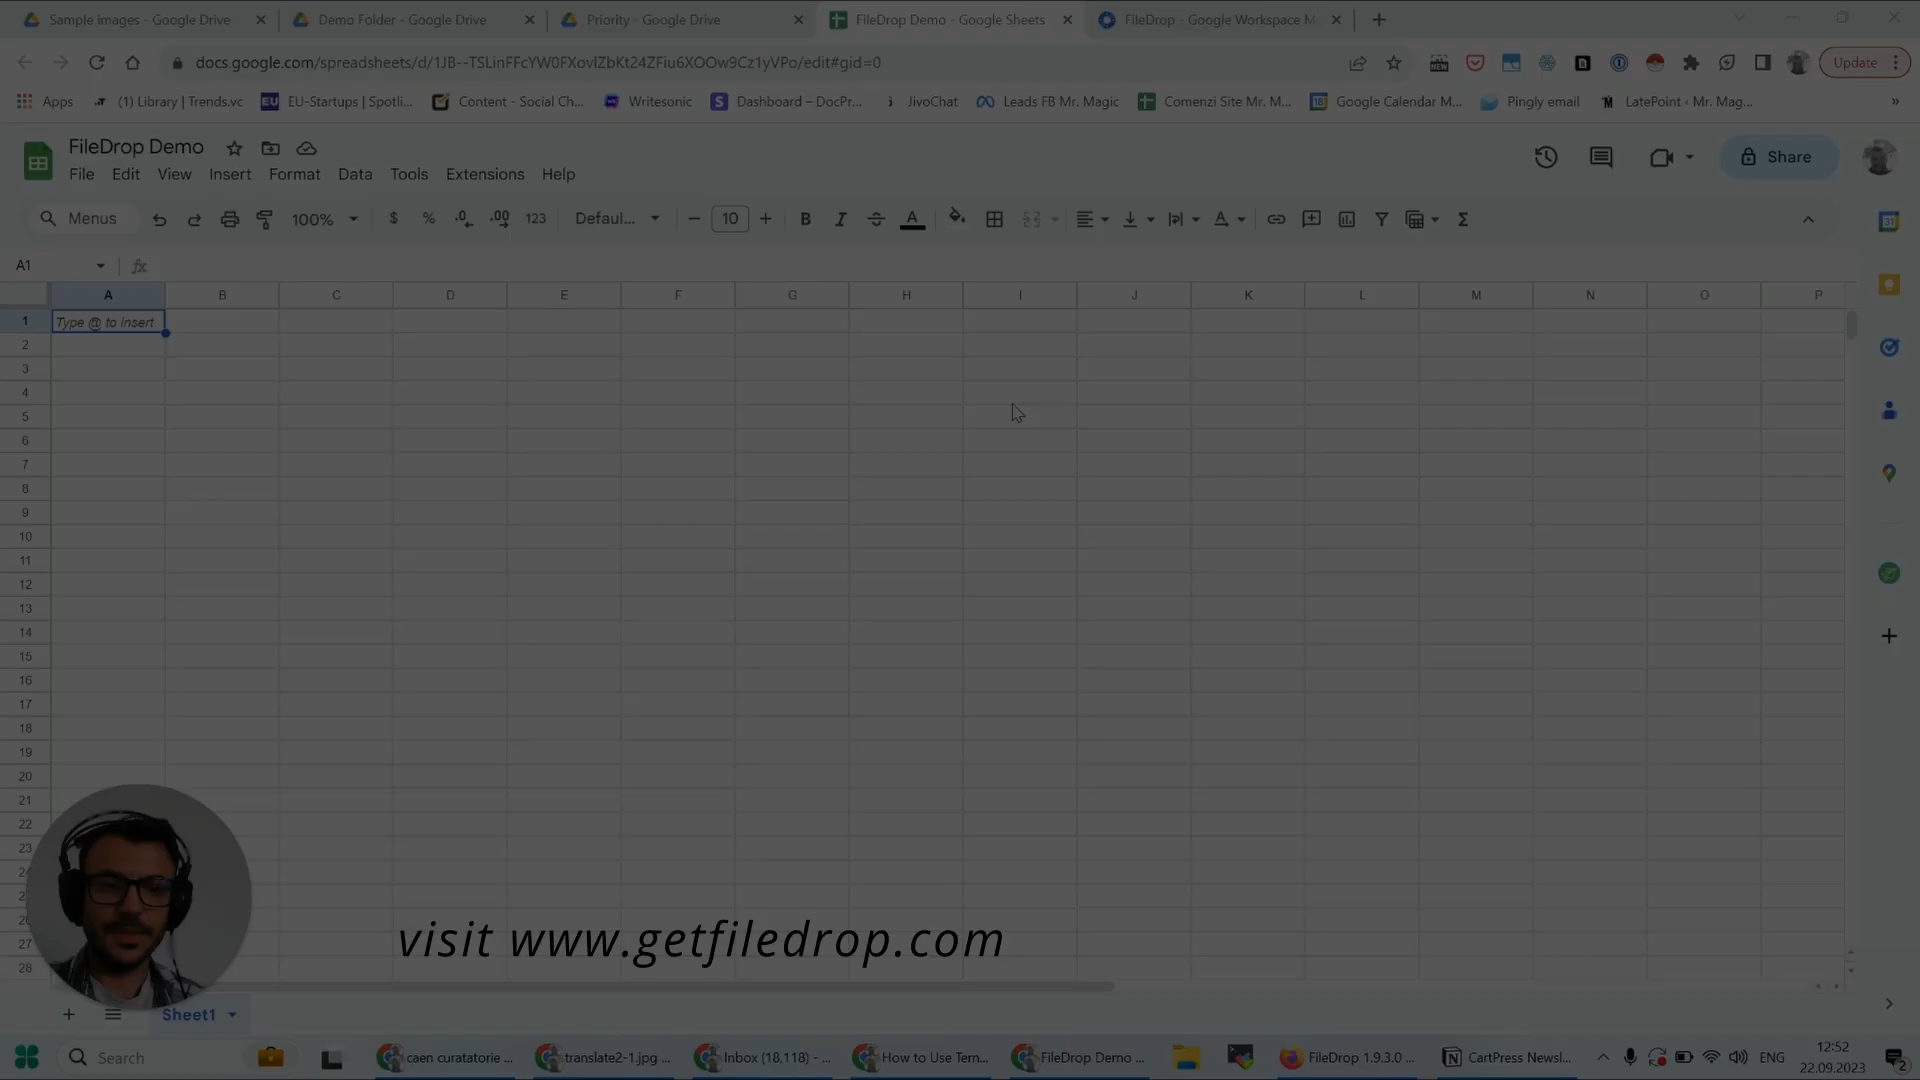 Sample Images - Google Drive
Demo Folder - Google Drive
Priority - Google Drive
FileDrop Demo - Google Sheets
FileDrop - Google Workspace M
docs.google.com/spreadsheets/d/1JB--TSLinFFcYW0FXovlZbKt24ZFiu6XOOw9Cz1yVPo/edit#gid=0
Update
Apps
(1) Library | Trends.vc
EU-Startups | Spotli...
Content - Social Ch...
Writesonic
Dashboard – DocPr...
JivoChat
Leads FB Mr. Magic
Comenzi Site Mr. M...
Google Calendar M...
Pingly email
LatePoint ‹ Mr. Mag...
»
FileDrop Demo
File Edit View Insert Format Data Tools Extensions Help
Share
Menus
100%
$ % .0 .00 123
Defaul...
10
B I A
Σ
31
A1
fx
A B C D E F G H I J K L M N O P
1 Type @ to insert
2
3
4
5
6
7
8
9
10
11
12
13
14
15
16
17
18
19
20
21
22
23
27
28
visit www.getfiledrop.com
Sheet1
Search
caen curatatorie ...
translate2-1.jpg ...
Inbox (18,118) - ...
How to Use Tem...
FileDrop Demo ...
FileDrop 1.9.3.0 ...
CartPress Newsl...
ENG
12:52
22.09.2023
2